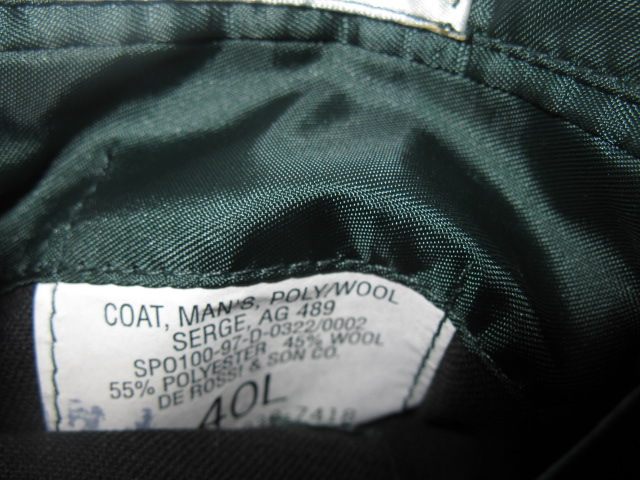 COAT, MAN'S, POLY/WOOL
SERGE, AG 489
SPO100-97-D-0322/0002
55% POLYESTER 45% WOOL
DE ROSSI & SON CO.
40L
7418